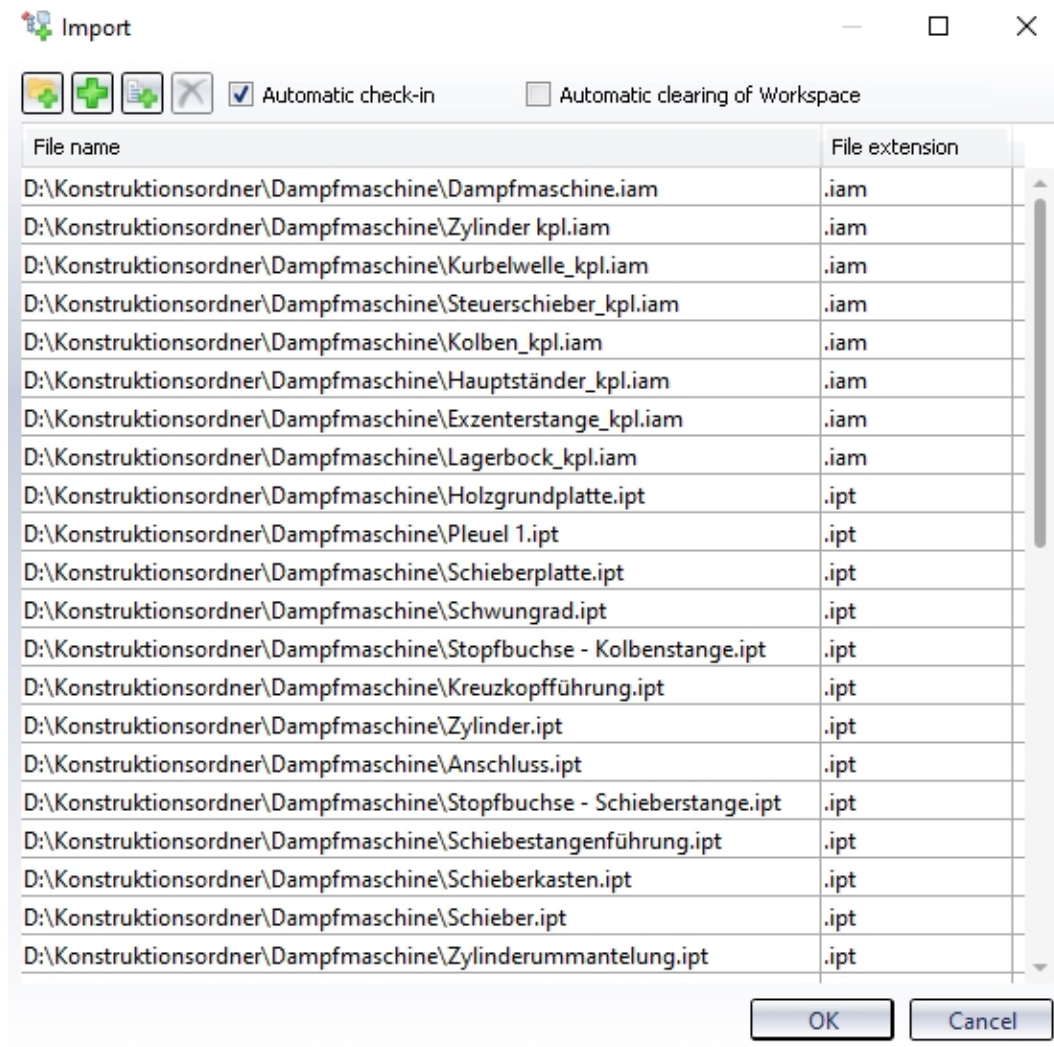 Import
Automatic check-in Automatic clearing of Workspace
File name File extension
D:\Konstruktionsordner\Dampfmaschine\Dampfmaschine.iam .iam
D:\Konstruktionsordner\Dampfmaschine\Zylinder kpl.iam .iam
D:\Konstruktionsordner\Dampfmaschine\Kurbelwelle_kpl.iam .iam
D:\Konstruktionsordner\Dampfmaschine\Steuerschieber_kpl.iam .iam
D:\Konstruktionsordner\Dampfmaschine\Kolben_kpl.iam .iam
D:\Konstruktionsordner\Dampfmaschine\Hauptständer_kpl.iam .iam
D:\Konstruktionsordner\Dampfmaschine\Exzenterstange_kpl.iam .iam
D:\Konstruktionsordner\Dampfmaschine\Lagerbock_kpl.iam .iam
D:\Konstruktionsordner\Dampfmaschine\Holzgrundplatte.ipt .ipt
D:\Konstruktionsordner\Dampfmaschine\Pleuel 1.ipt .ipt
D:\Konstruktionsordner\Dampfmaschine\Schieberplatte.ipt .ipt
D:\Konstruktionsordner\Dampfmaschine\Schwungrad.ipt .ipt
D:\Konstruktionsordner\Dampfmaschine\Stopfbuchse - Kolbenstange.ipt .ipt
D:\Konstruktionsordner\Dampfmaschine\Kreuzkopfführung.ipt .ipt
D:\Konstruktionsordner\Dampfmaschine\Zylinder.ipt .ipt
D:\Konstruktionsordner\Dampfmaschine\Anschluss.ipt .ipt
D:\Konstruktionsordner\Dampfmaschine\Stopfbuchse - Schieberstange.ipt .ipt
D:\Konstruktionsordner\Dampfmaschine\Schiebestangenführung.ipt .ipt
D:\Konstruktionsordner\Dampfmaschine\Schieberkasten.ipt .ipt
D:\Konstruktionsordner\Dampfmaschine\Schieber.ipt .ipt
D:\Konstruktionsordner\Dampfmaschine\Zylinderummantelung.ipt .ipt
OK Cancel